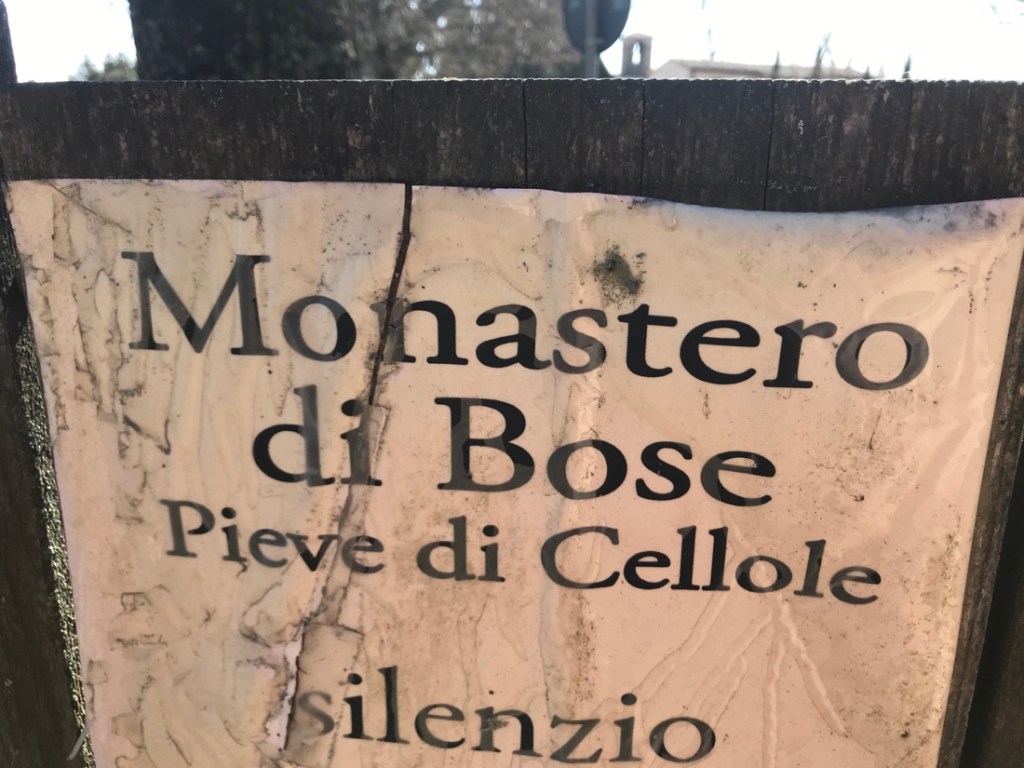 Monastero
di Bose
Pieve di Cellole
silenzio